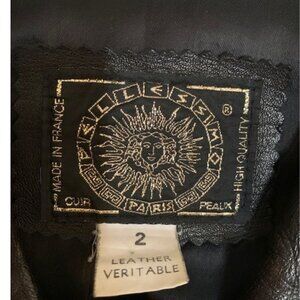 PELLESSIMO
®
MADE IN FRANCE
HIGH QUALITY
CUIR
PARIS
PEAUX
2
LEATHER
VERITABLE